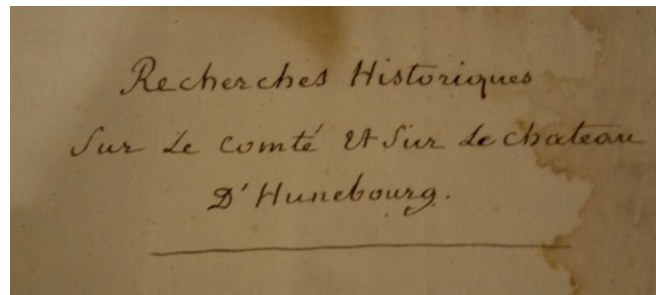 Recherches Historiques
Sur Le Comté Et Sur Le chateau
D'Hunebourg.